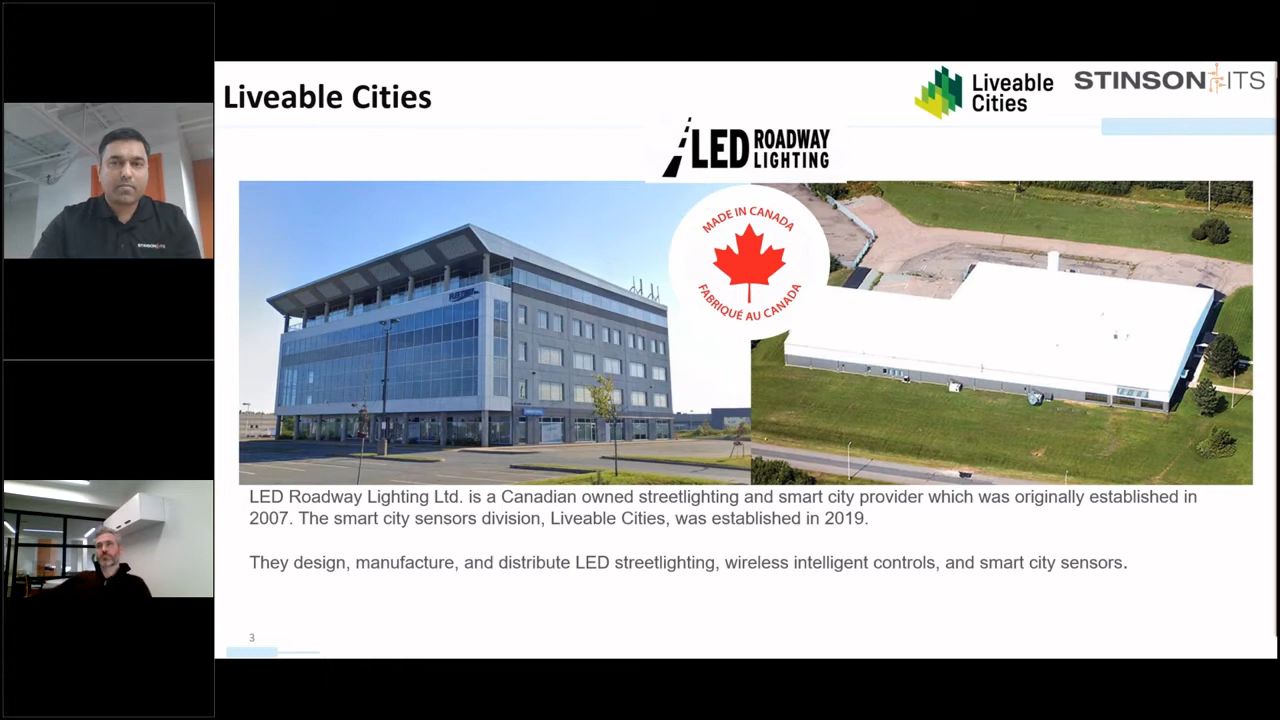 Liveable Cities
Liveable
Cities
STINSON ITS
LED ROADWAY
LIGHTING
MADE IN CANADA
FABRIQUÉ AU CANADA
STINSON ITS
LED Roadway Lighting Ltd. is a Canadian owned streetlighting and smart city provider which was originally established in
2007. The smart city sensors division, Liveable Cities, was established in 2019.
They design, manufacture, and distribute LED streetlighting, wireless intelligent controls, and smart city sensors.
3